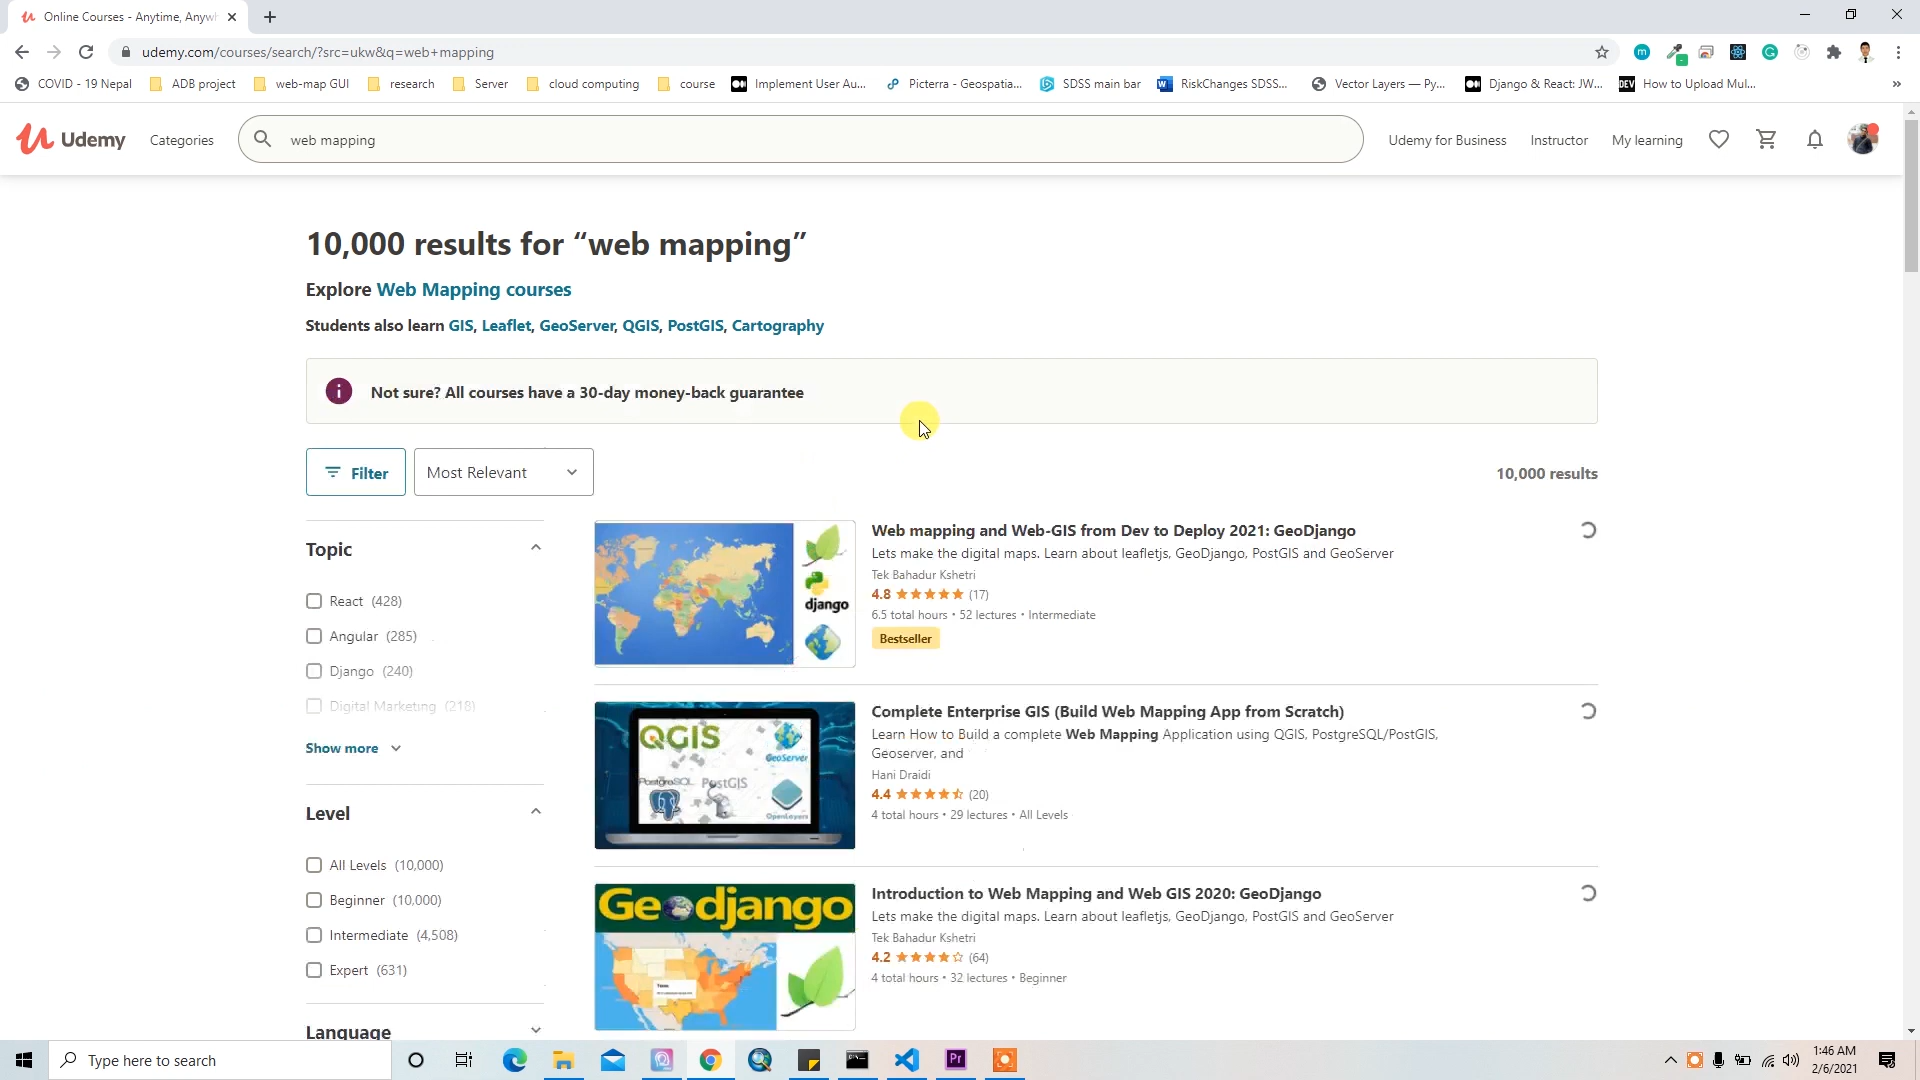 Online Courses - Anytime, Anywh
udemy.com/courses/search/?src=ukw&q=web+mapping
COVID - 19 Nepal
ADB project
web-map GUI
research
Server
cloud computing
course
Implement User Au...
Picterra - Geospatia...
SDSS main bar
RiskChanges SDSS...
Vector Layers — Py...
Django & React: JW...
DEV
How to Upload Mul...
Udemy
Categories
web mapping
Udemy for Business
Instructor
My learning
10,000 results for “web mapping”
Explore Web Mapping courses
Students also learn GIS, Leaflet, GeoServer, QGIS, PostGIS, Cartography
Not sure? All courses have a 30-day money-back guarantee
Filter
Most Relevant
10,000 results
Topic
React (428)
Angular (285)
Django (240)
Digital Marketing (218)
Show more
Level
All Levels (10,000)
Beginner (10,000)
Intermediate (4,508)
Expert (631)
Language
django
Web mapping and Web-GIS from Dev to Deploy 2021: GeoDjango
Lets make the digital maps. Learn about leafletjs, GeoDjango, PostGIS and GeoServer
Tek Bahadur Kshetri
4.8 (17)
6.5 total hours • 52 lectures • Intermediate
Bestseller
QGIS
GeoServer
PostgreSQL
PostGIS
OpenLayers
Complete Enterprise GIS (Build Web Mapping App from Scratch)
Learn How to Build a complete Web Mapping Application using QGIS, PostgreSQL/PostGIS,
Geoserver, and
Hani Draidi
4.4 (20)
4 total hours • 29 lectures • All Levels
Geodjango
Introduction to Web Mapping and Web GIS 2020: GeoDjango
Lets make the digital maps. Learn about leafletjs, GeoDjango, PostGIS and GeoServer
Tek Bahadur Kshetri
4.2 (64)
4 total hours • 32 lectures • Beginner
Type here to search
Pr
1:46 AM
2/6/2021